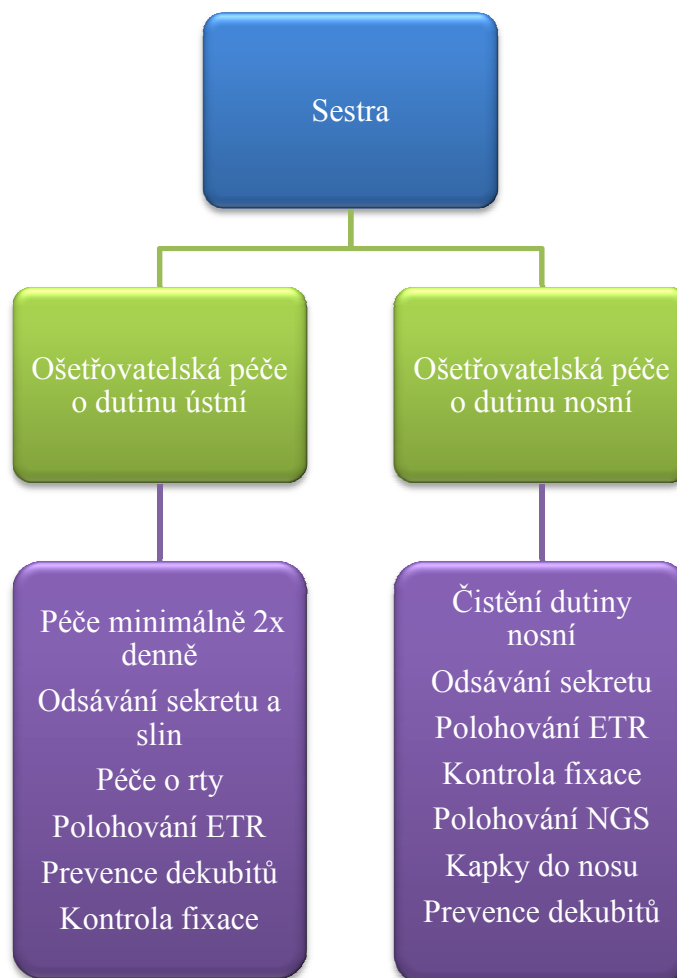 Sestra
Ošetřovatelská péče
o dutinu ústní
Ošetřovatelská péče
o dutinu nosní
Péče minimálně 2x
denně
Odsávání sekretu a
slin
Péče o rty
Polohování ETR
Prevence dekubitů
Kontrola fixace
Čistění dutiny
nosní
Odsávání sekretu
Polohování ETR
Kontrola fixace
Polohování NGS
Kapky do nosu
Prevence dekubitů